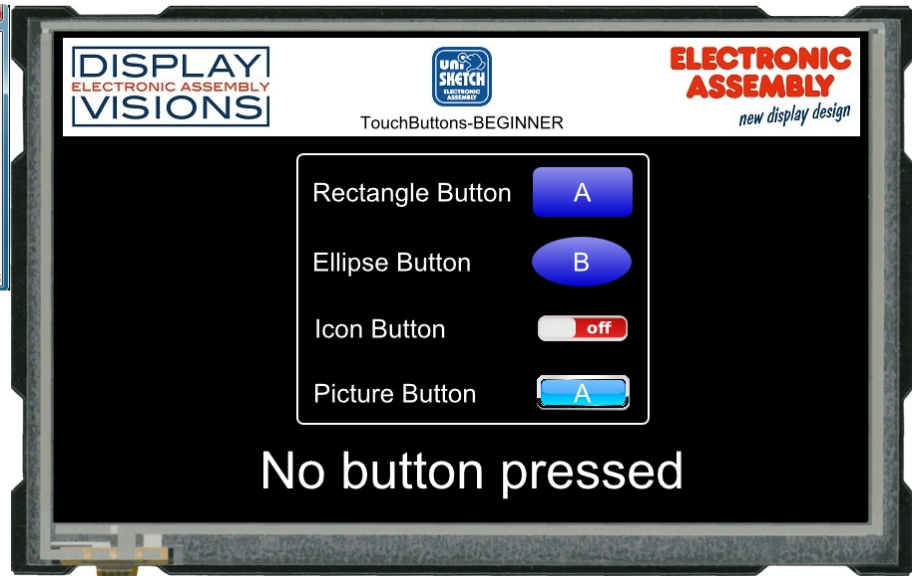 DISPLAY
ELECTRONIC ASSEMBLY
VISIONS
uni
SKETCH
ELECTRONIC
ASSEMBLY
TouchButtons-BEGINNER
ELECTRONIC
ASSEMBLY
new display design
Rectangle Button A
Ellipse Button B
Icon Button off
Picture Button A
No button pressed